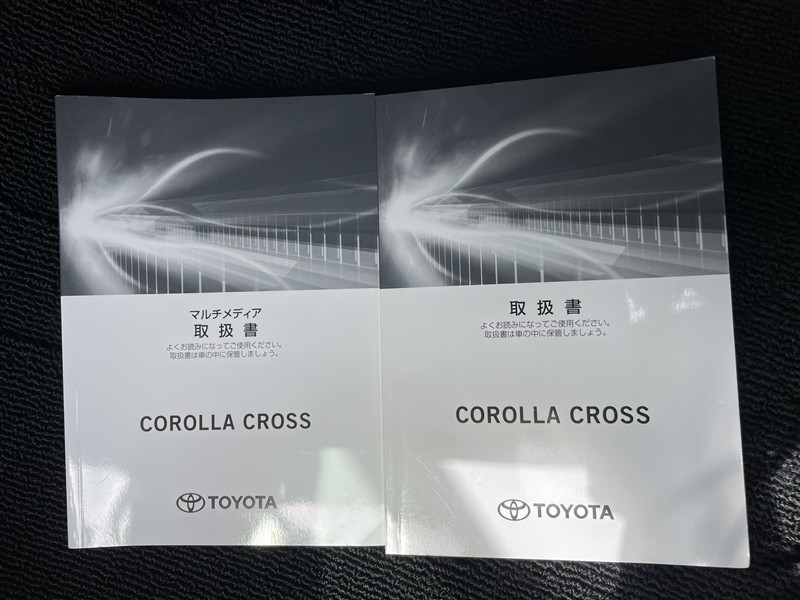 マルチメディア
取扱書
よくお読みになってご使用ください。
取扱書は車の中に保管しましょう。
COROLLA CROSS
TOYOTA
取扱書
よくお読みになってご使用ください。
取扱書は車の中に保管しましょう。
COROLLA CROSS
TOYOTA